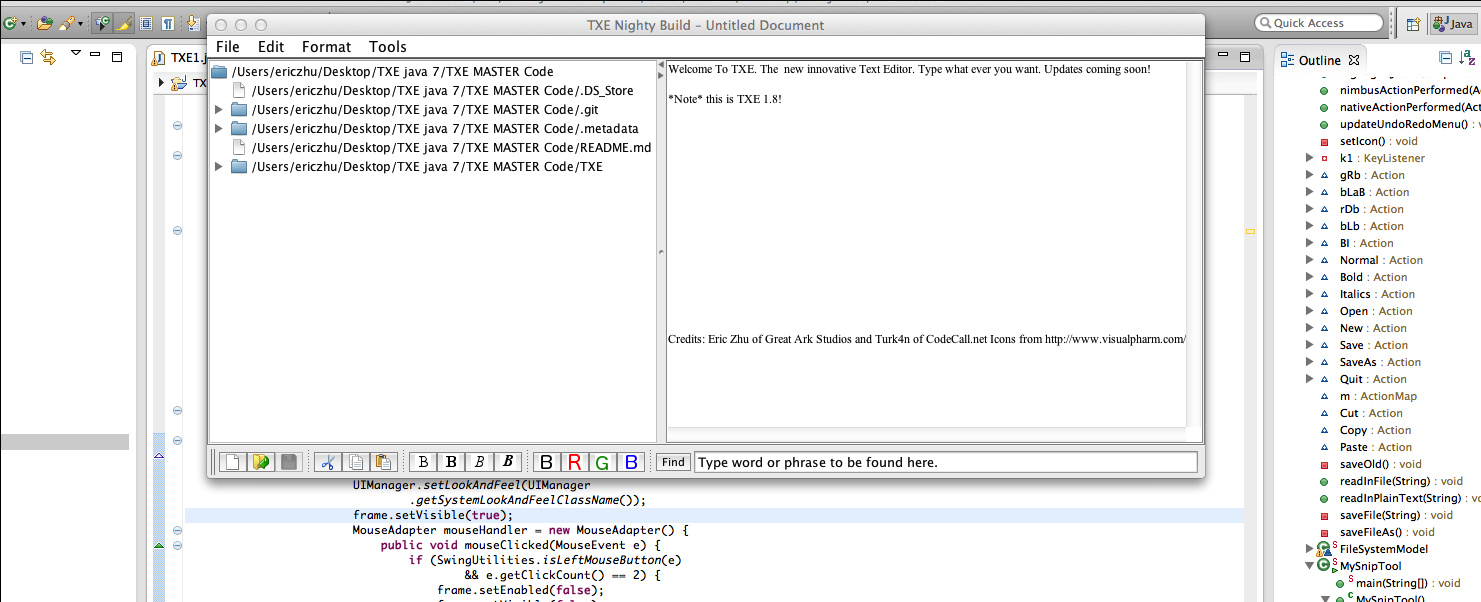 TXE Nighty Build – Untitled Document
Quick Access
Java
File Edit Format Tools
TXE1.j
TX
/Users/ericzhu/Desktop/TXE java 7/TXE MASTER Code
/Users/ericzhu/Desktop/TXE java 7/TXE MASTER Code/.DS_Store
/Users/ericzhu/Desktop/TXE java 7/TXE MASTER Code/.git
/Users/ericzhu/Desktop/TXE java 7/TXE MASTER Code/.metadata
/Users/ericzhu/Desktop/TXE java 7/TXE MASTER Code/README.md
/Users/ericzhu/Desktop/TXE java 7/TXE MASTER Code/TXE
Welcome To TXE. The new innovative Text Editor. Type what ever you want. Updates coming soon!
*Note* this is TXE 1.8!
Credits: Eric Zhu of Great Ark Studios and Turk4n of CodeCall.net Icons from http://www.visualpharm.com/
B B B B B R G B Find Type word or phrase to be found here.
UIManager.setLookAndFeel(UIManager
.getSystemLookAndFeelClassName());
frame.setVisible(true);
MouseAdapter mouseHandler = new MouseAdapter() {
public void mouseClicked(MouseEvent e) {
if (SwingUtilities.isLeftMouseButton(e)
&& e.getClickCount() == 2) {
frame.setEnabled(false);
Outline
nimbusActionPerformed(Ac
nativeActionPerformed(Act
updateUndoRedoMenu() : v
setIcon() : void
k1 : KeyListener
gRb : Action
bLaB : Action
rDb : Action
bLb : Action
BI : Action
Normal : Action
Bold : Action
Italics : Action
Open : Action
New : Action
Save : Action
SaveAs : Action
Quit : Action
m : ActionMap
Cut : Action
Copy : Action
Paste : Action
saveOld() : void
readInFile(String) : void
readInPlainText(String) : vo
saveFile(String) : void
saveFileAs() : void
FileSystemModel
MySnipTool
main(String[]) : void
MySnipTool()